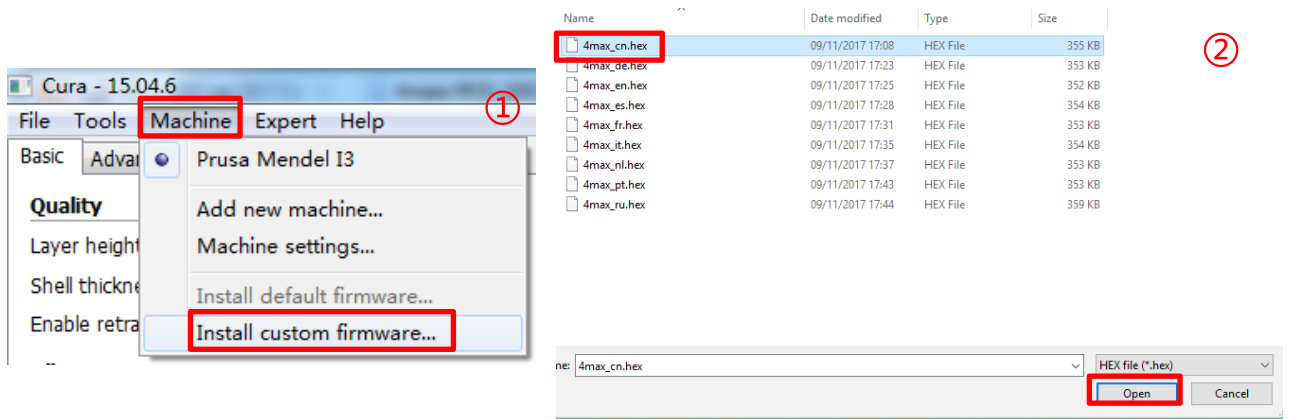 ①
Cura - 15.04.6
File Tools Machine Expert Help
Basic Advar
Prusa Mendel I3
Quality
Add new machine...
Layer height
Machine settings...
Shell thickne
Install default firmware...
Enable retra
Install custom firmware...
②
Name Date modified Type Size
4max_cn.hex 09/11/2017 17:08 HEX File 355 KB
4max_de.hex 09/11/2017 17:23 HEX File 353 KB
4max_en.hex 09/11/2017 17:25 HEX File 352 KB
4max_es.hex 09/11/2017 17:28 HEX File 354 KB
4max_fr.hex 09/11/2017 17:31 HEX File 353 KB
4max_it.hex 09/11/2017 17:35 HEX File 354 KB
4max_nl.hex 09/11/2017 17:37 HEX File 353 KB
4max_pt.hex 09/11/2017 17:43 HEX File 353 KB
4max_ru.hex 09/11/2017 17:44 HEX File 359 KB
me: 4max_cn.hex HEX file (*.hex)
Open Cancel